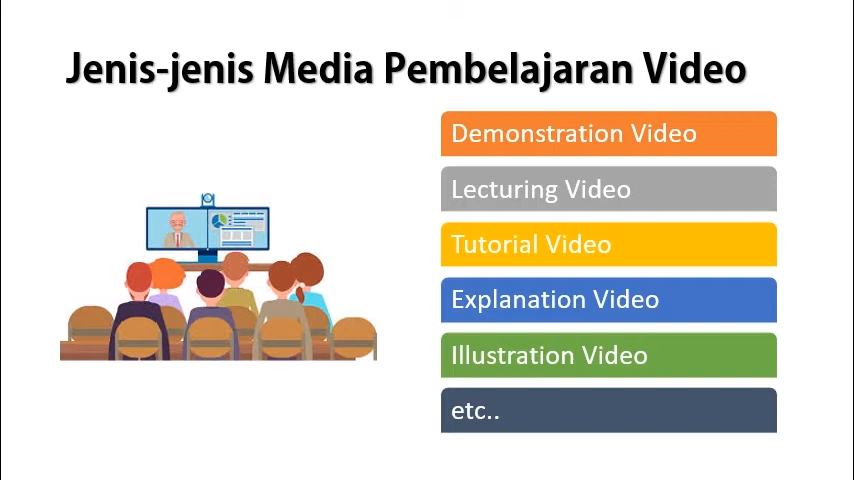 Jenis-jenis Media Pembelajaran Video
Demonstration Video
Lecturing Video
Tutorial Video
Explanation Video
Illustration Video
etc..